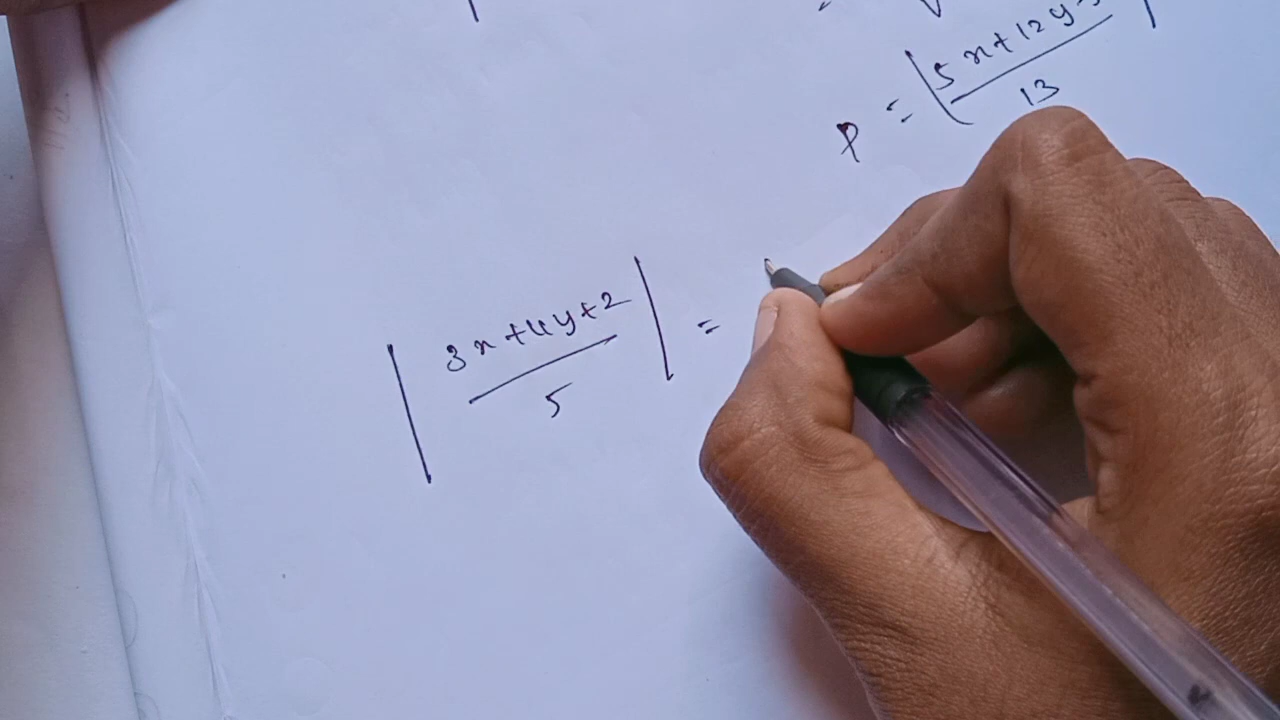 5x+12y-
p = |———|
13
| 3x+4y+2 | =
5